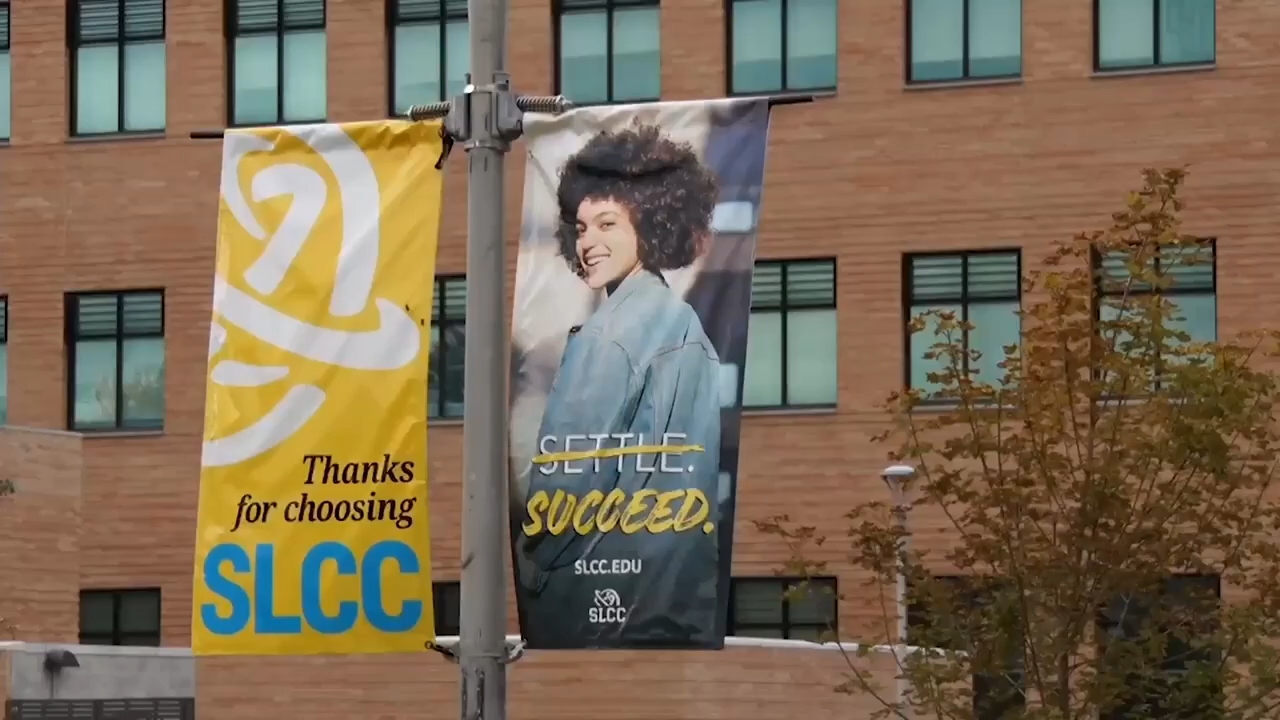 Thanks
for choosing
SLCC
SETTLE.
SUCCEED.
SLCC.EDU
SLCC